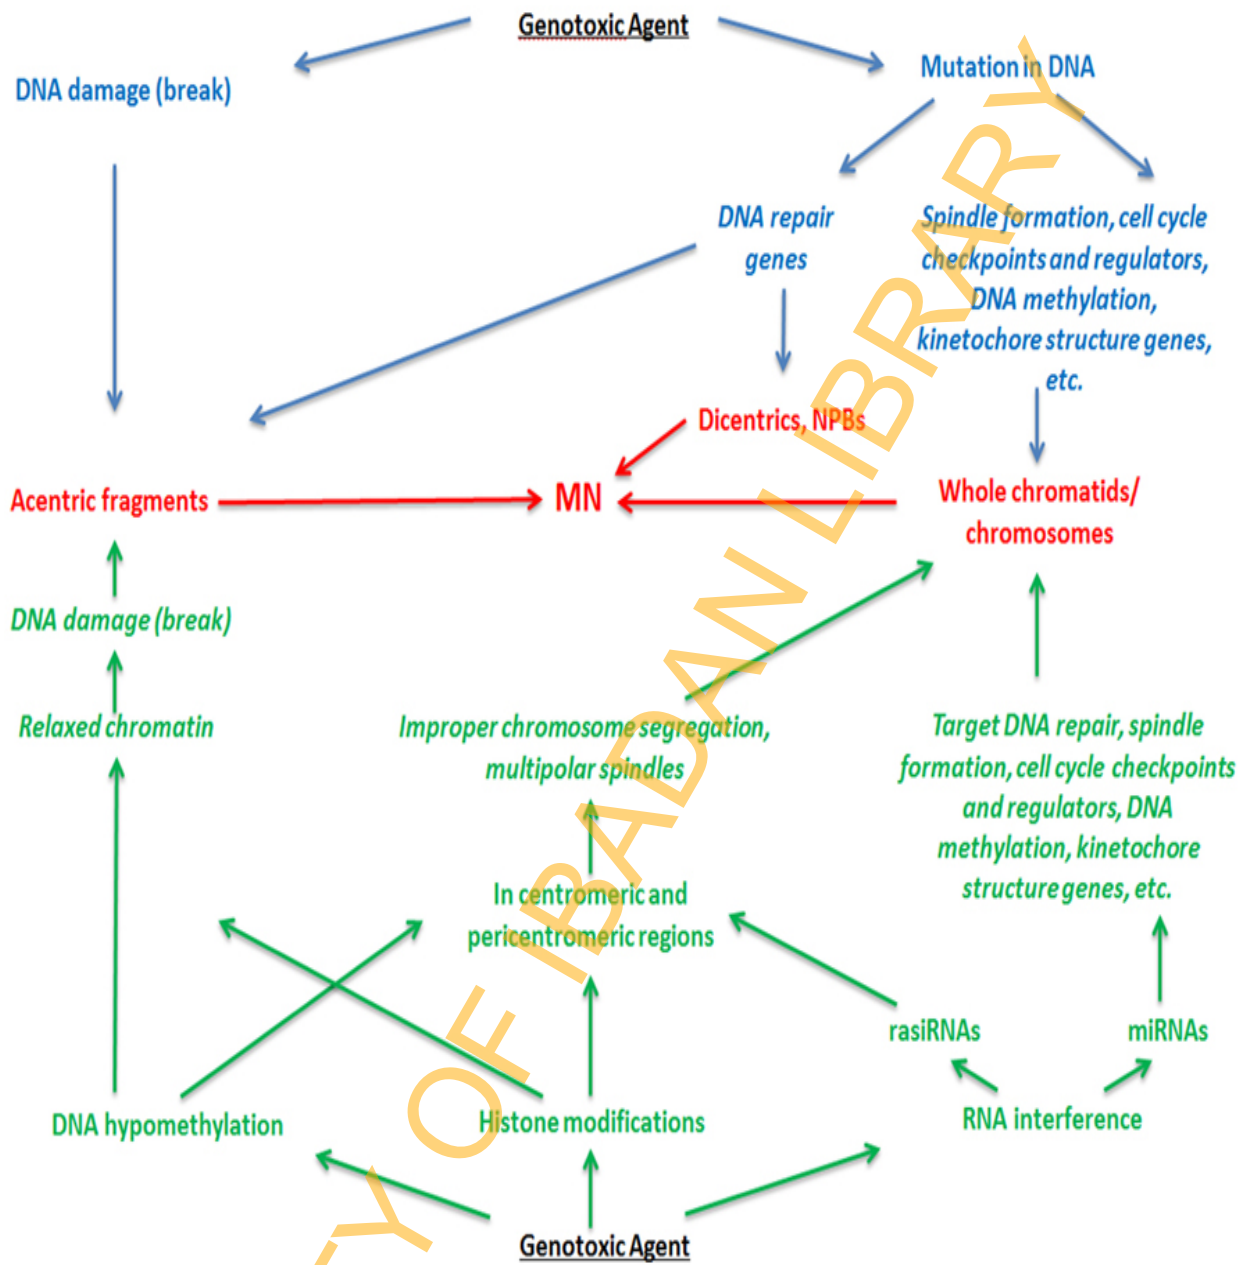 Genotoxic Agent
DNA damage (break)
Mutation in DNA
DNA repair
genes
Spindle formation, cell cycle
checkpoints and regulators,
DNA methylation,
kinetochore structure genes,
etc.
Dicentrics, NPBs
Acentric fragments
MN
Whole chromatids/
chromosomes
DNA damage (break)
Relaxed chromatin
Improper chromosome segregation,
multipolar spindles
Target DNA repair, spindle
formation, cell cycle checkpoints
and regulators, DNA
methylation, kinetochore
structure genes, etc.
In centromeric and
pericentromeric regions
rasiRNAs
miRNAs
DNA hypomethylation
Histone modifications
RNA interference
Genotoxic Agent
TY OF IBADAN LIBRARY